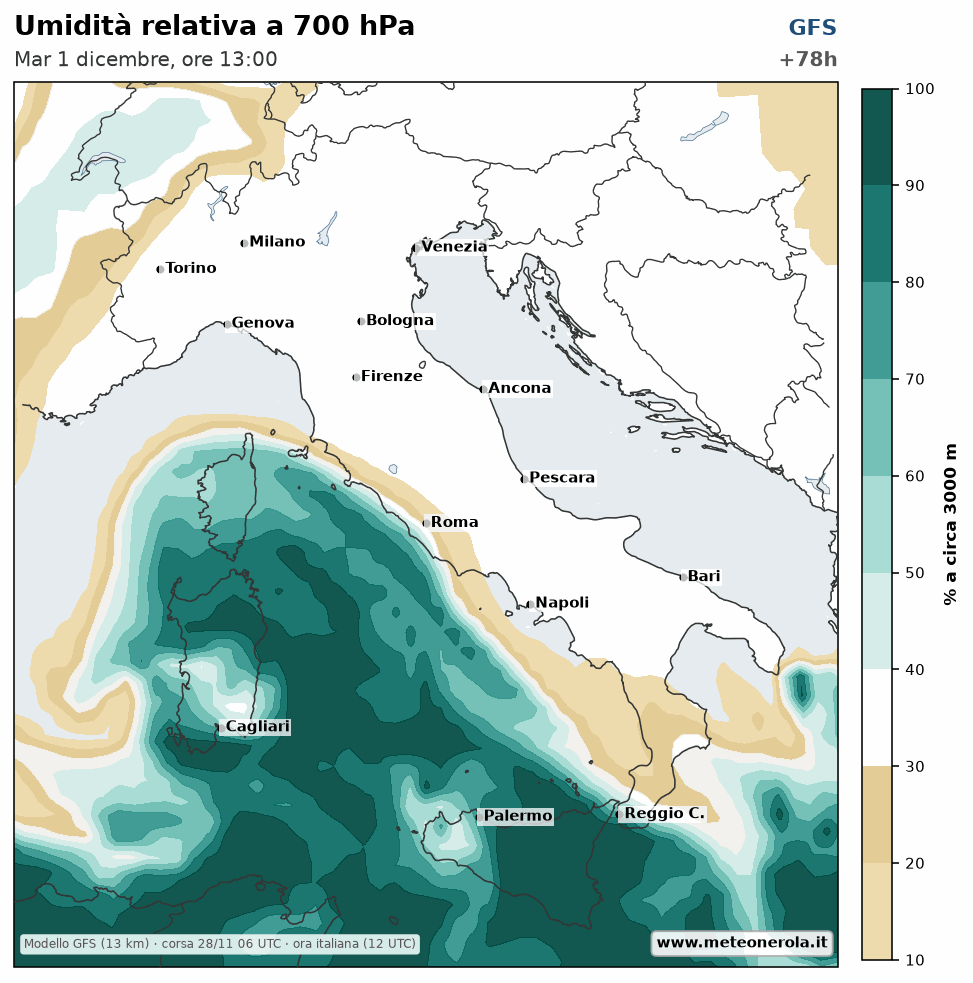 Umidità relativa a 700 hPa
GFS
Mar 1 dicembre, ore 13:00
+78h
Milano
Torino
Venezia
Genova
Bologna
Firenze
Ancona
Pescara
Roma
Bari
Napoli
Cagliari
Palermo
Reggio C.
100
90
80
70
60
50
40
30
20
10
% a circa 3000 m
Modello GFS (13 km) · corsa 28/11 06 UTC · ora italiana (12 UTC)
www.meteonerola.it